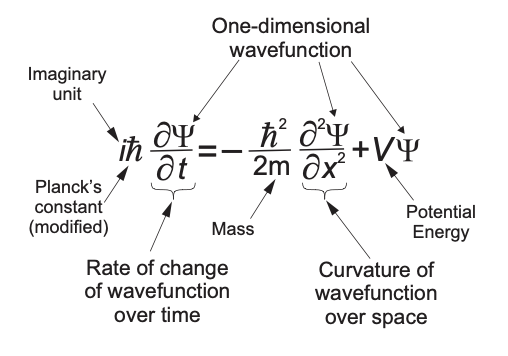 One-dimensional
wavefunction
Imaginary
unit
iħ ∂Ψ/∂t = − ħ²/2m ∂²Ψ/∂x² + VΨ
Planck's
constant
(modified)
Mass
Potential
Energy
Rate of change
of wavefunction
over time
Curvature of
wavefunction
over space